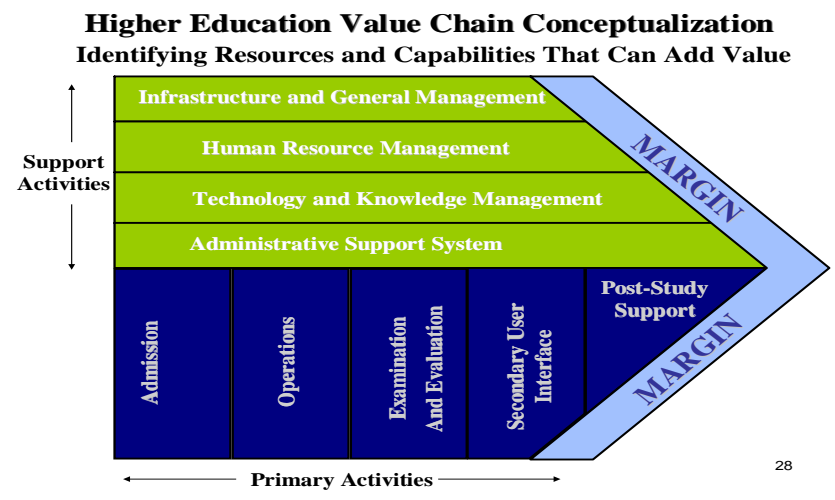 Higher Education Value Chain Conceptualization
Identifying Resources and Capabilities That Can Add Value
Infrastructure and General Management
Human Resource Management
Technology and Knowledge Management
Administrative Support System
Support
Activities
MARGIN
Admission
Operations
Examination
And Evaluation
Secondary User
Interface
Post-Study
Support
MARGIN
Primary Activities
28